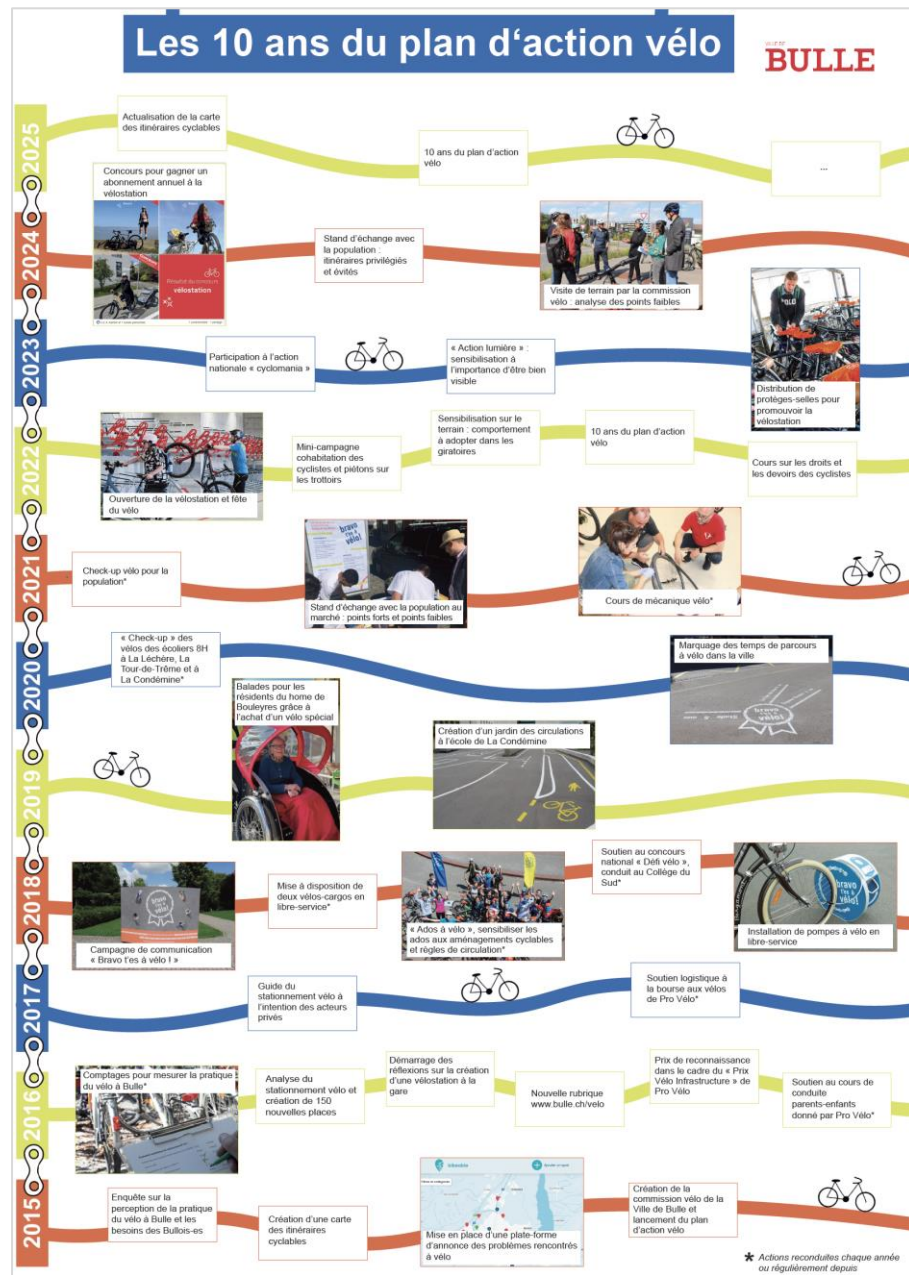 Les 10 ans du plan d‘action vélo
BULLE
2025
Actualisation de la carte
des itinéraires cyclables
10 ans du plan d’action
vélo
...
2024
Concours pour gagner un
abonnement annuel à la
vélostation
Résultat du concours
vélostation
Stand d’échange avec
la population :
itinéraires privilégiés
et évités
Visite de terrain par la commission
vélo : analyse des points faibles
2023
Participation à l’action
nationale « cyclomania »
« Action lumière » :
sensibilisation à
l’importance d’être bien
visible
POLO
Distribution de
protèges-selles pour
promouvoir la
vélostation
2022
Ouverture de la vélostation et fête
du vélo
Mini-campagne
cohabitation des
cyclistes et piétons sur
les trottoirs
Sensibilisation sur le
terrain : comportement
à adopter dans les
giratoires
10 ans du plan d’action
vélo
Cours sur les droits et
les devoirs des cyclistes
2021
Check-up vélo pour la
population*
bravo
t'es à
vélo!
Stand d’échange avec la population au
marché : points forts et points faibles
Cours de mécanique vélo*
2020
« Check-up » des
vélos des écoliers 8H
à La Léchère, La
Tour-de-Trême et à
La Condémine*
Marquage des temps de parcours
à vélo dans la ville
bravo
t'es à
vélo!
2019
Balades pour les
résidents du home de
Bouleyres grâce à
l’achat d’un vélo spécial
Création d’un jardin des circulations
à l’école de La Condémine
2018
bravo
t'es à
vélo!
Campagne de communication
« Bravo t’es à vélo ! »
Mise à disposition de
deux vélos-cargos en
libre-service*
« Ados à vélo », sensibiliser les
ados aux aménagements cyclables
et règles de circulation*
Soutien au concours
national « Défi vélo »,
conduit au Collège du
Sud*
bravo
t'es à
vélo!
Installation de pompes à vélo en
libre-service
2017
Guide du
stationnement vélo à
l’intention des acteurs
privés
Soutien logistique à
la bourse aux vélos
de Pro Vélo*
2016
Comptages pour mesurer la pratique
du vélo à Bulle*
Analyse du
stationnement vélo et
création de 150
nouvelles places
Démarrage des
réflexions sur la création
d’une vélostation à la
gare
Nouvelle rubrique
www.bulle.ch/velo
Prix de reconnaissance
dans le cadre du « Prix
Vélo Infrastructure » de
Pro Vélo
Soutien au cours de
conduite
parents-enfants
donné par Pro Vélo*
2015
Enquête sur la
perception de la pratique
du vélo à Bulle et les
besoins des Bullois-es
Création d’une carte
des itinéraires
cyclables
Mise en place d’une plate-forme
d’annonce des problèmes rencontrés
à vélo
Création de la
commission vélo de la
Ville de Bulle et
lancement du plan
d’action vélo
* Actions reconduites chaque année
ou régulièrement depuis